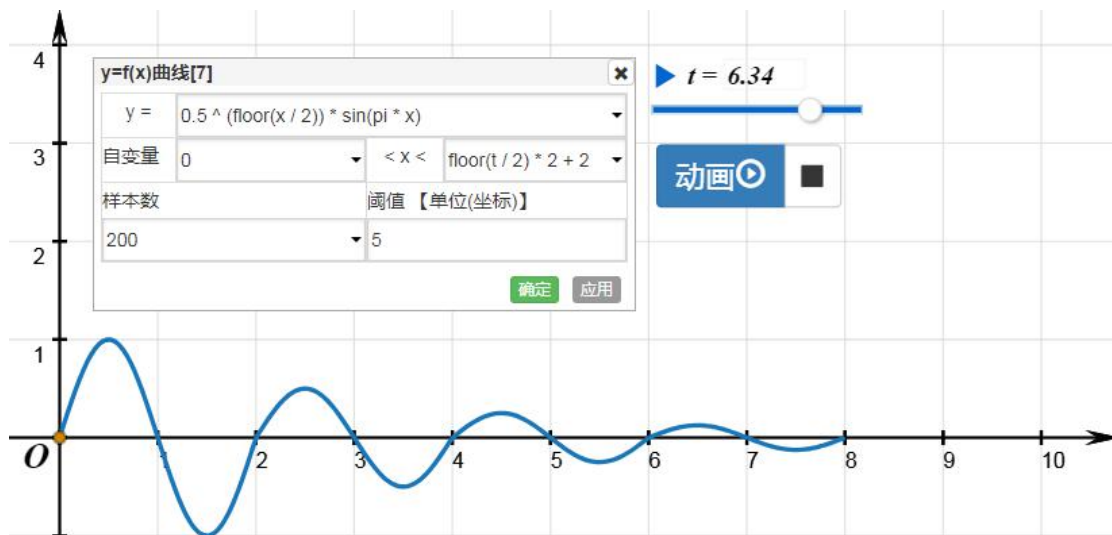 y=f(x)曲线[7]
y = 0.5 ^ (floor(x / 2)) * sin(pi * x)
自变量 0 < x < floor(t / 2) * 2 + 2
样本数 阈值【单位(坐标)】
200 5
确定 应用
t = 6.34
动画
4
3
2
1
O 1 2 3 4 5 6 7 8 9 10